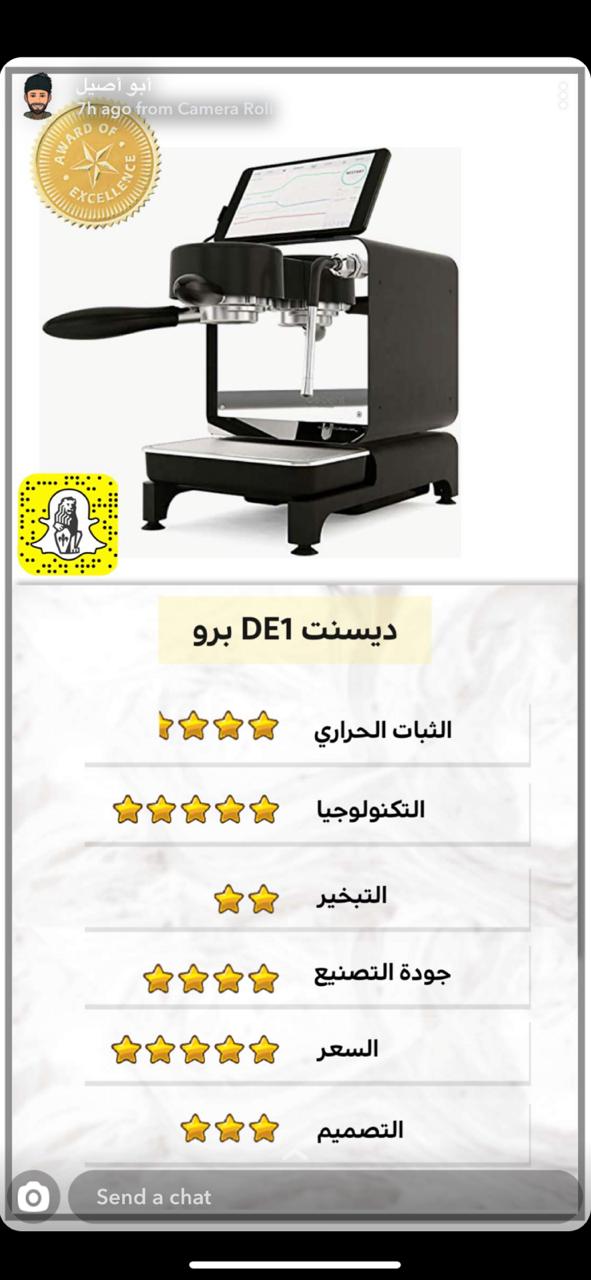 أبو أصيل
7h ago from Camera Roll
AWARD OF
EXCELLENCE
ديسنت DE1 برو
الثبات الحراري
التكنولوجيا
التبخير
جودة التصنيع
السعر
التصميم
Send a chat